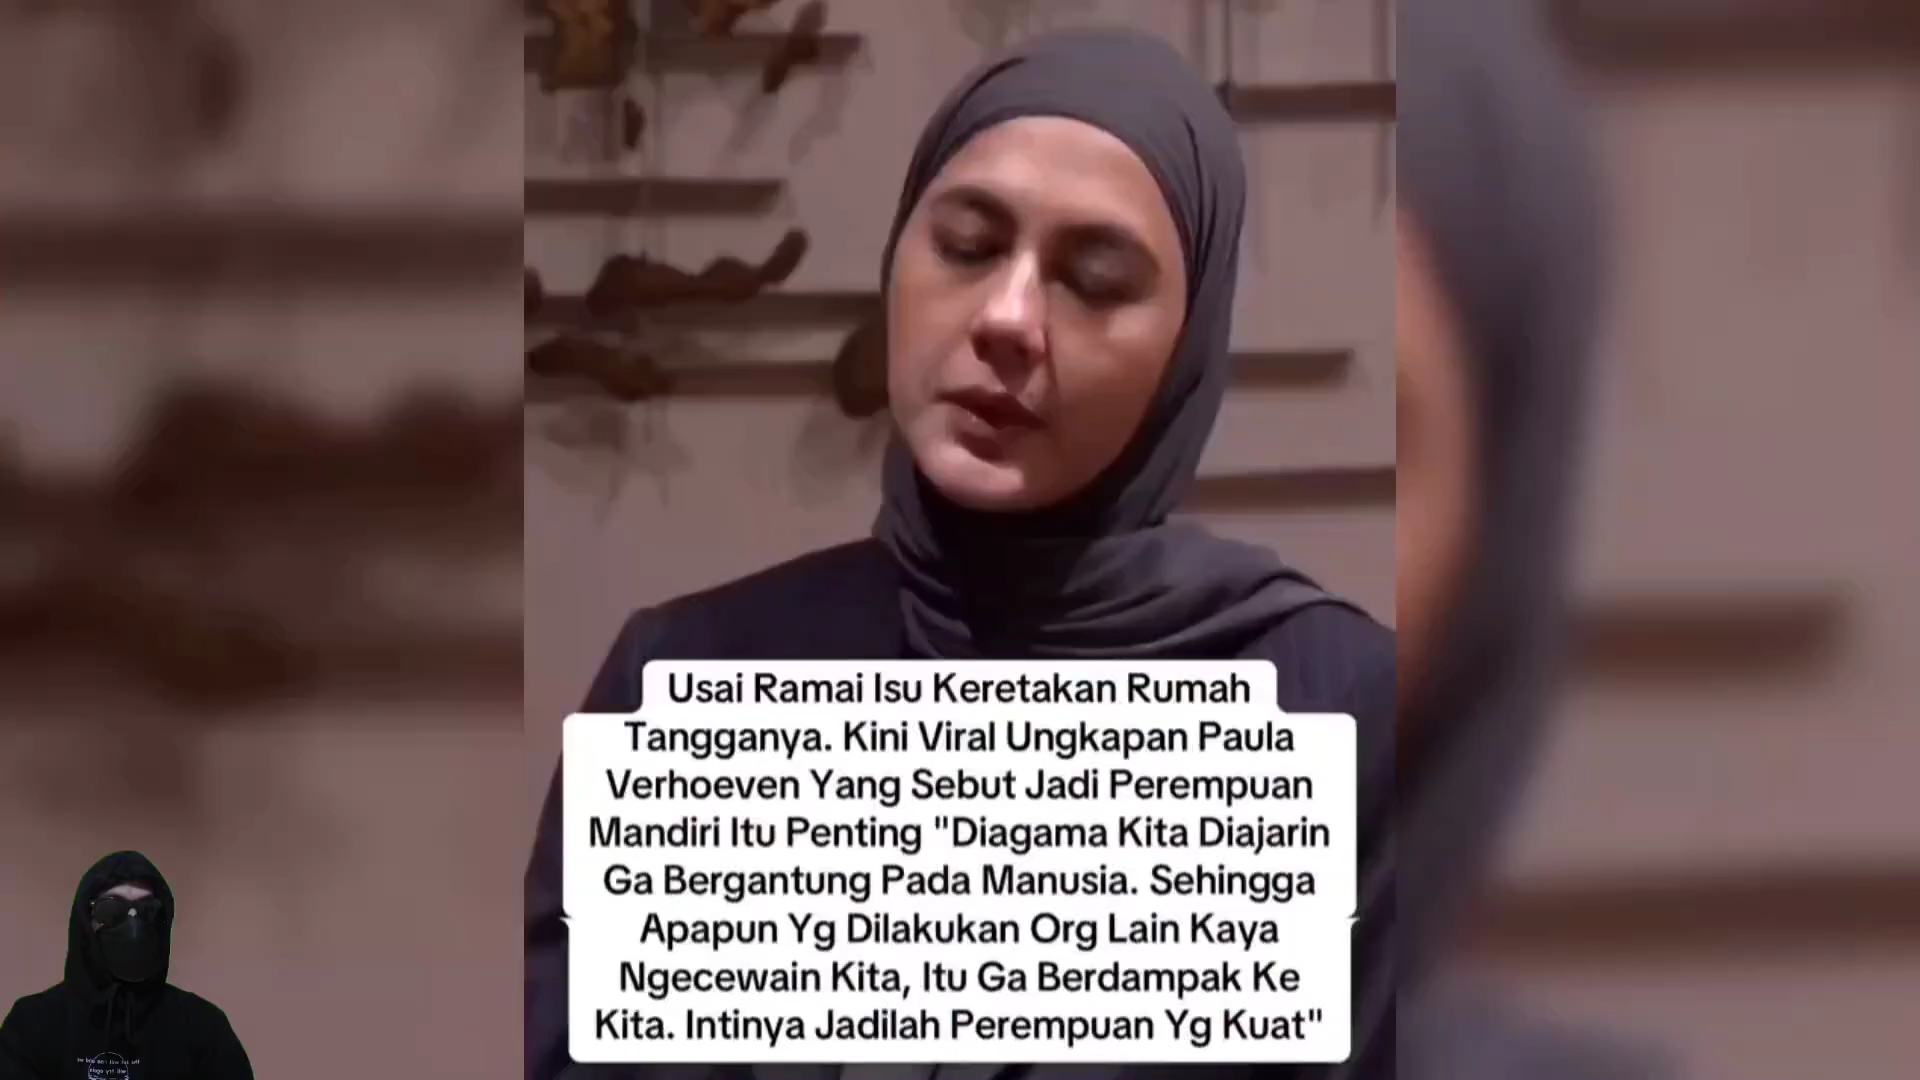 Usai Ramai Isu Keretakan Rumah
Tangganya. Kini Viral Ungkapan Paula
Verhoeven Yang Sebut Jadi Perempuan
Mandiri Itu Penting "Diagama Kita Diajarin
Ga Bergantung Pada Manusia. Sehingga
Apapun Yg Dilakukan Org Lain Kaya
Ngecewain Kita, Itu Ga Berdampak Ke
Kita. Intinya Jadilah Perempuan Yg Kuat"